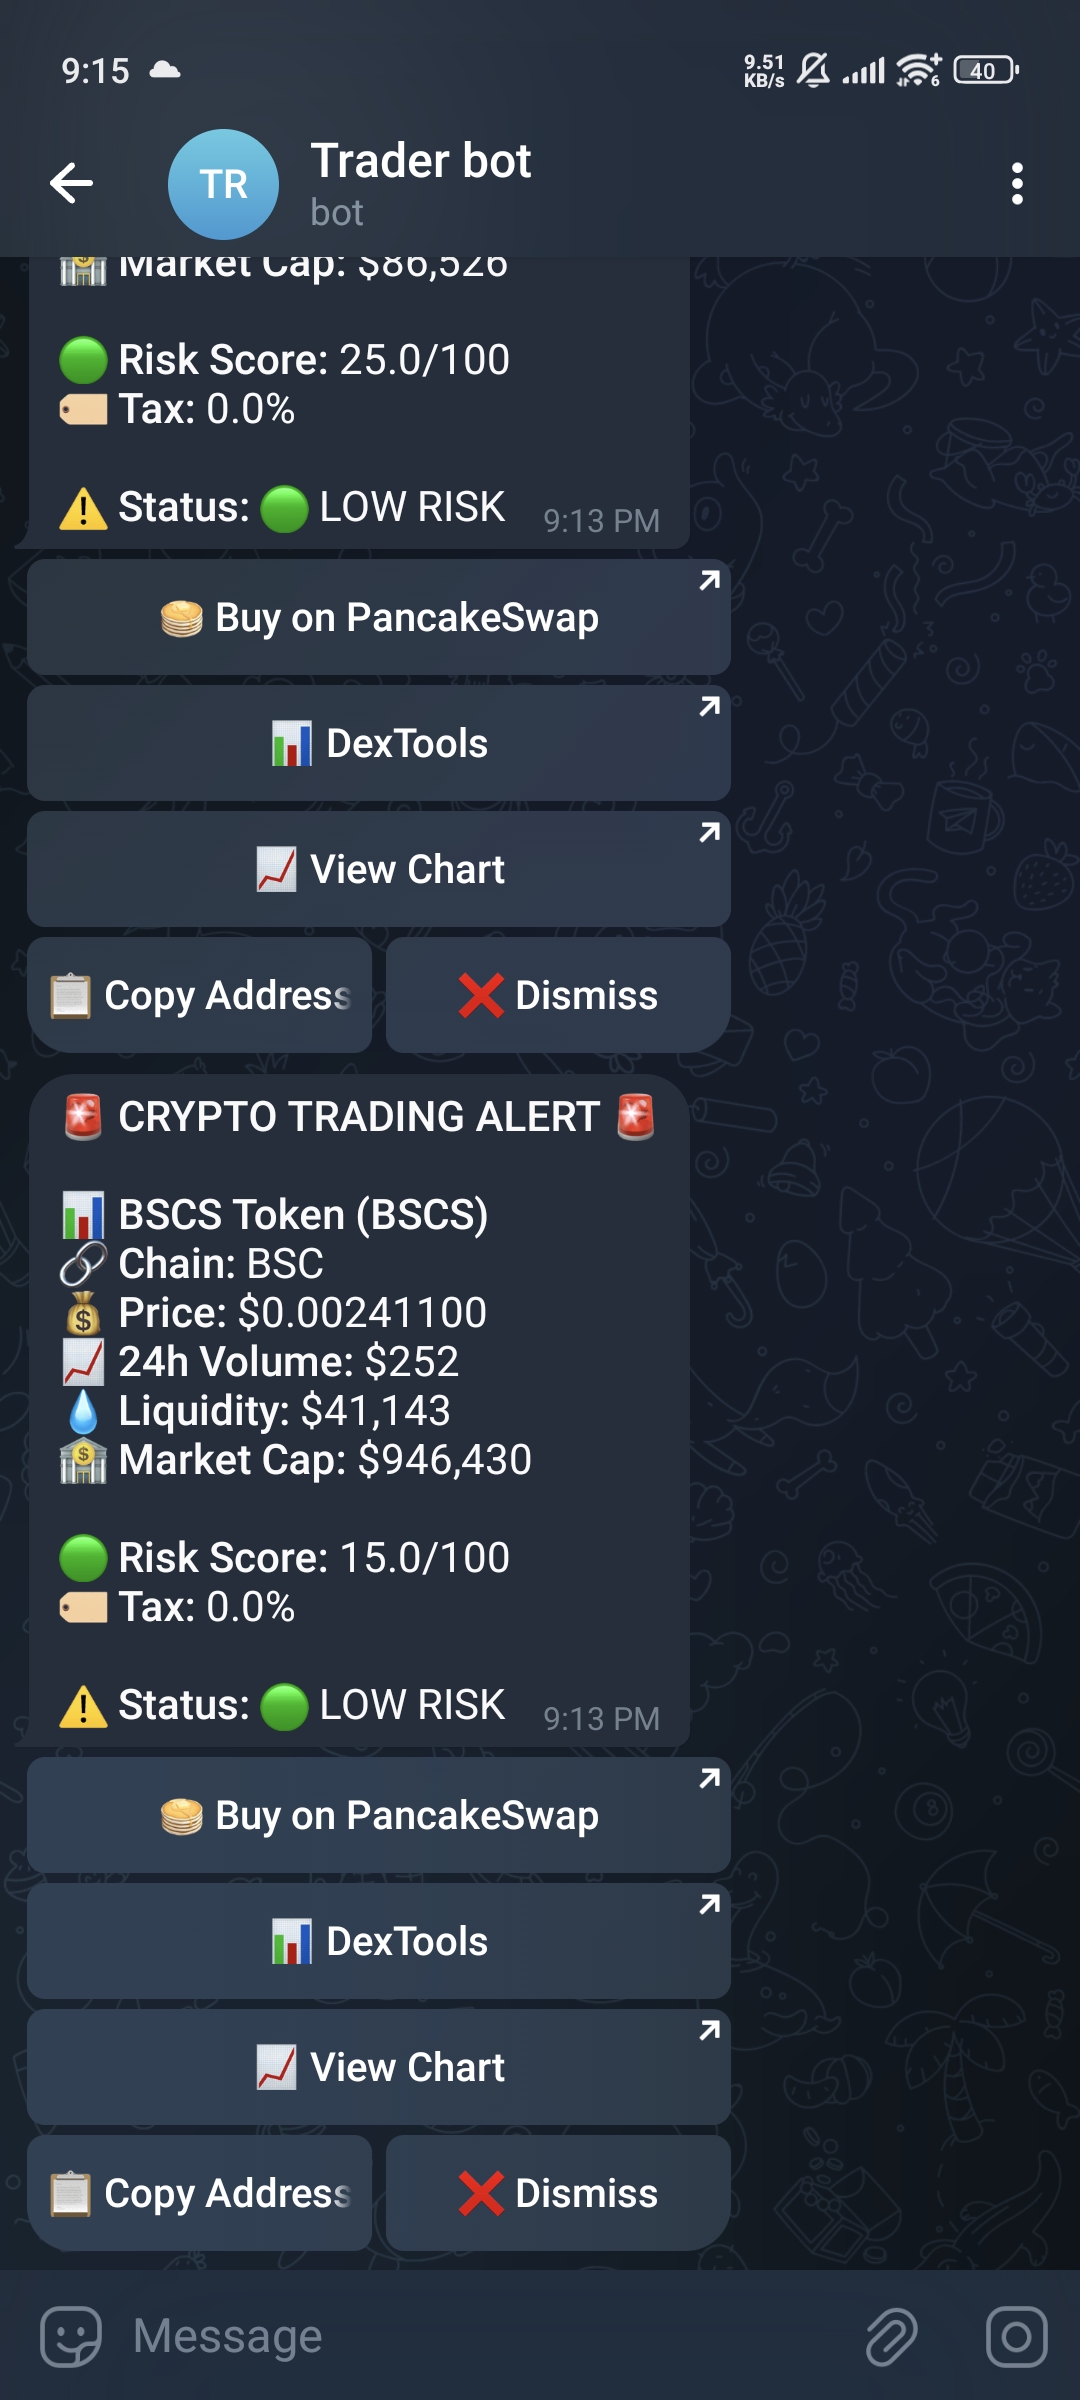 9:15
9.51
KB/s
6
40
TR
Trader bot
bot
Market Cap: $86,526
Risk Score: 25.0/100
Tax: 0.0%
Status: LOW RISK 9:13 PM
Buy on PancakeSwap
DexTools
View Chart
Copy Address
Dismiss
CRYPTO TRADING ALERT
BSCS Token (BSCS)
Chain: BSC
Price: $0.00241100
24h Volume: $252
Liquidity: $41,143
Market Cap: $946,430
Risk Score: 15.0/100
Tax: 0.0%
Status: LOW RISK 9:13 PM
Buy on PancakeSwap
DexTools
View Chart
Copy Address
Dismiss
Message